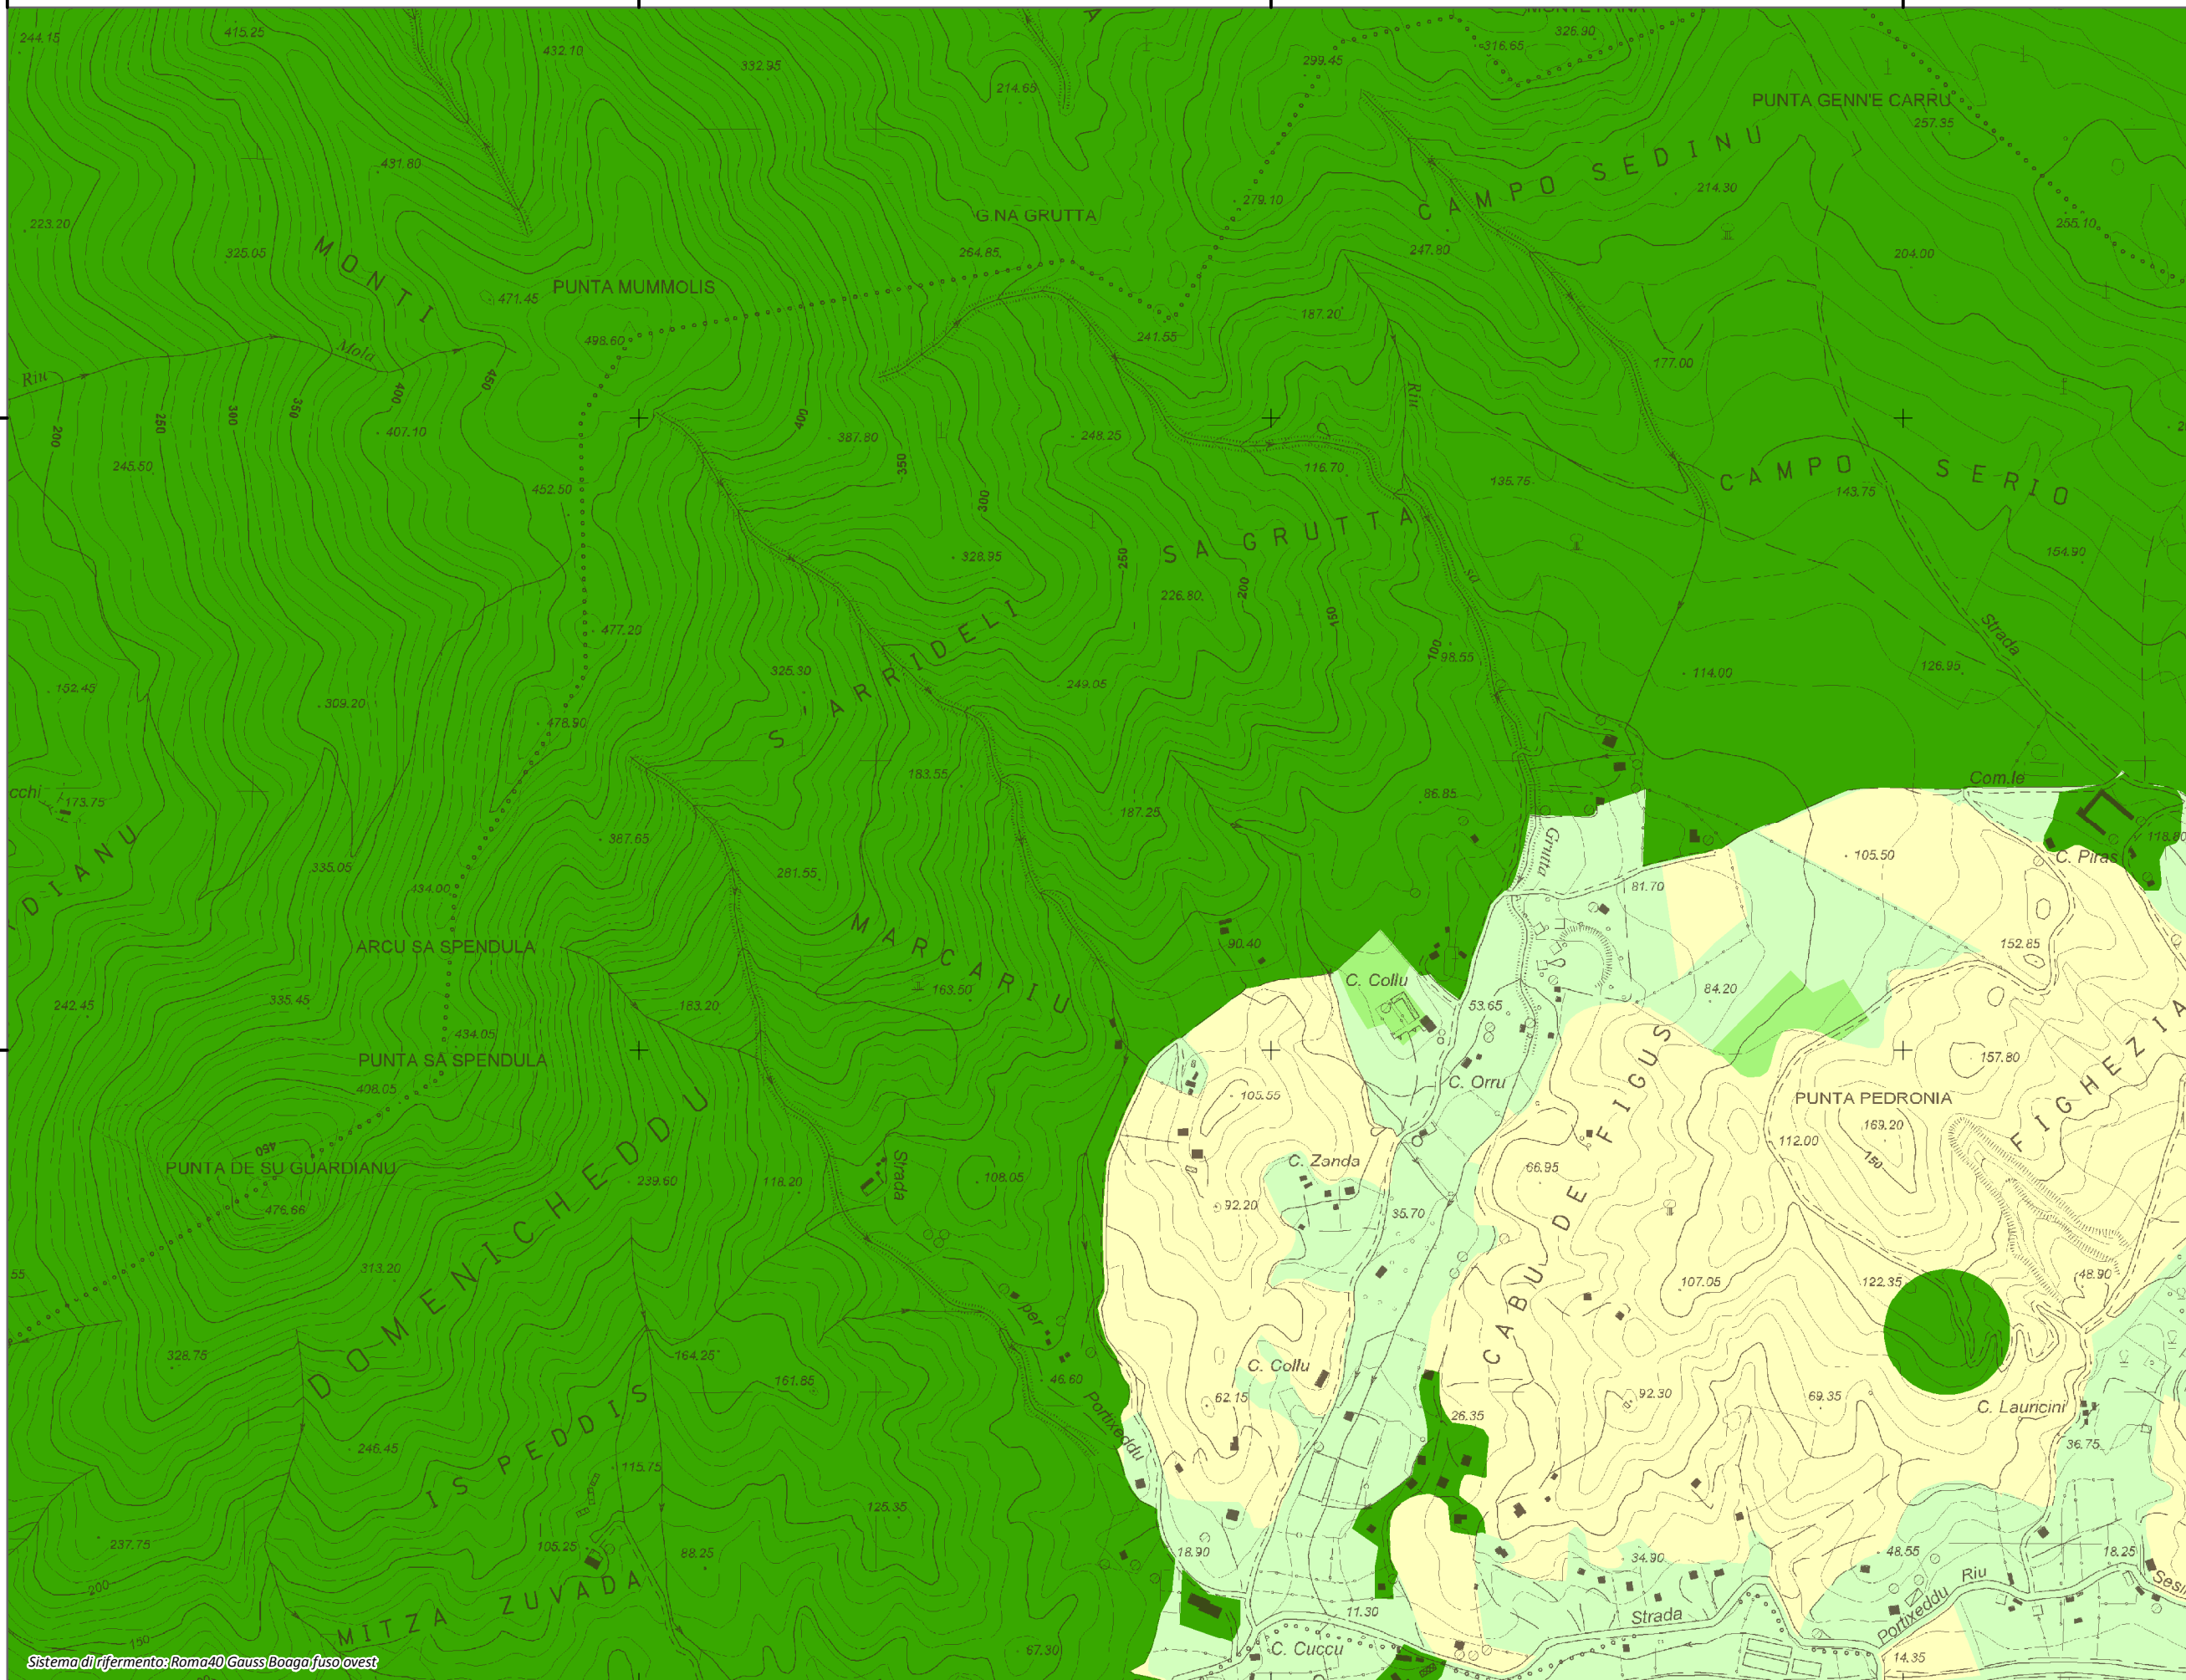 MONTE RANA
244.15
415.25
432.10
332.95
214.65
299.45
316.65
326.90
PUNTA GENN'E CARRU
257.35
431.80
CAMPO SEDINU
214.30
279.10
G.NA GRUTTA
223.20
325.05
MONTI
264.85
247.80
255.10
204.00
PUNTA MUMMOLIS
471.45
498.60
187.20
241.55
177.00
Riu
Mola
200
250
300
350
400
450
407.10
400
387.80
350
248.25
Riu
245.50
452.50
300
116.70
135.75
CAMPO SERIO
143.75
SA GRUTTA
328.95
250
226.80
200
150
sa
154.90
477.20
S'ARRIDELI
100
98.55
Strada
126.95
114.00
325.30
249.05
152.45
309.20
478.90
183.55
cchi
173.75
187.25
86.85
Com.le
118.80
C. Piras
DIANU
387.65
335.05
281.55
434.00
Grutta
105.50
81.70
MARCARIU
ARCU SA SPENDULA
90.40
152.85
242.45
335.45
183.20
163.50
C. Collu
53.65
84.20
434.05
PUNTA SA SPENDULA
408.05
157.80
FIGHEZIA
C. Orru
105.55
PUNTA PEDRONIA
169.20
150
112.00
450
PUNTA DE SU GUARDIANU
476.66
DOMENICHEDDU
239.60
118.20
Strada
108.05
C. Zanda
66.95
92.20
35.70
CABU DE FIGUS
55
313.20
107.05
122.35
48.90
per
328.75
164.25
161.85
46.60
Portixeddu
C. Collu
62.15
92.30
69.35
C. Lauricini
26.35
36.75
246.45
IS PEDDIS
115.75
125.35
237.75
105.25
88.25
18.90
34.90
48.55
18.25
200
MITZA ZUVADA
11.30
Strada
Portixeddu
Riu
150
67.30
C. Cuccu
14.35
Sistema di rifermento: Roma40 Gauss Boaga fuso ovest